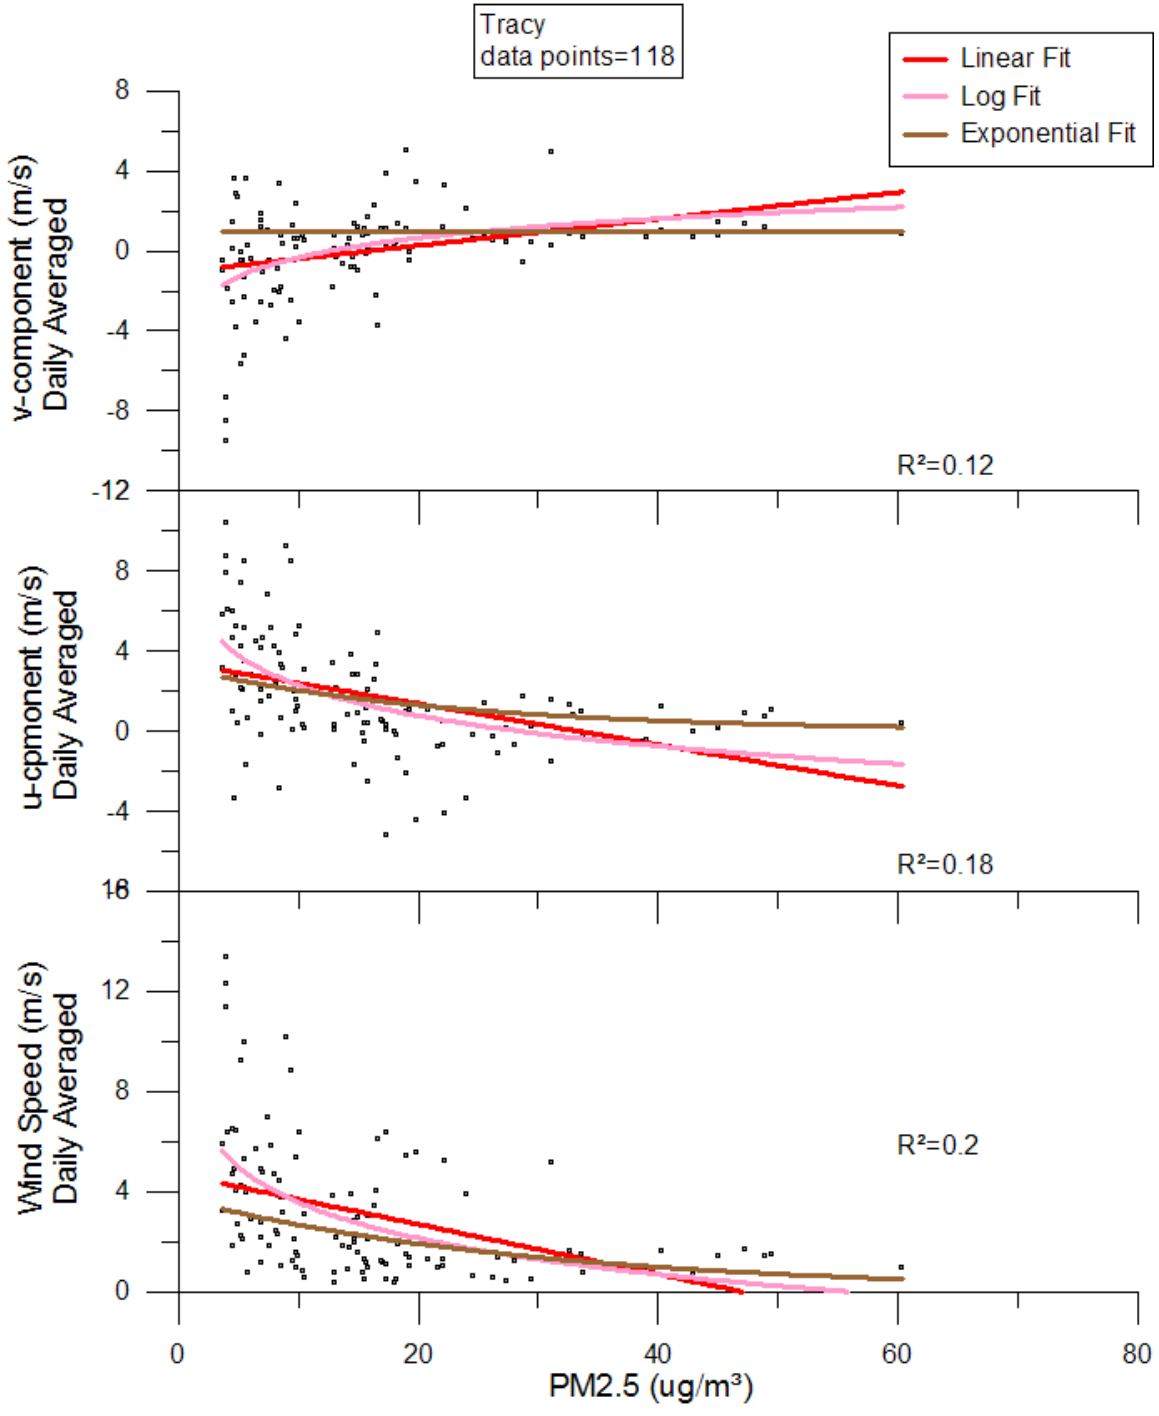 Tracy
data points=118
Linear Fit
Log Fit
Exponential Fit
v-component (m/s)
Daily Averaged
8
4
0
-4
-8
-12
R²=0.12
u-cpmonent (m/s)
Daily Averaged
8
4
0
-4
R²=0.18
Wind Speed (m/s)
Daily Averaged
12
8
4
0
R²=0.2
0 20 40 60 80
PM2.5 (ug/m³)